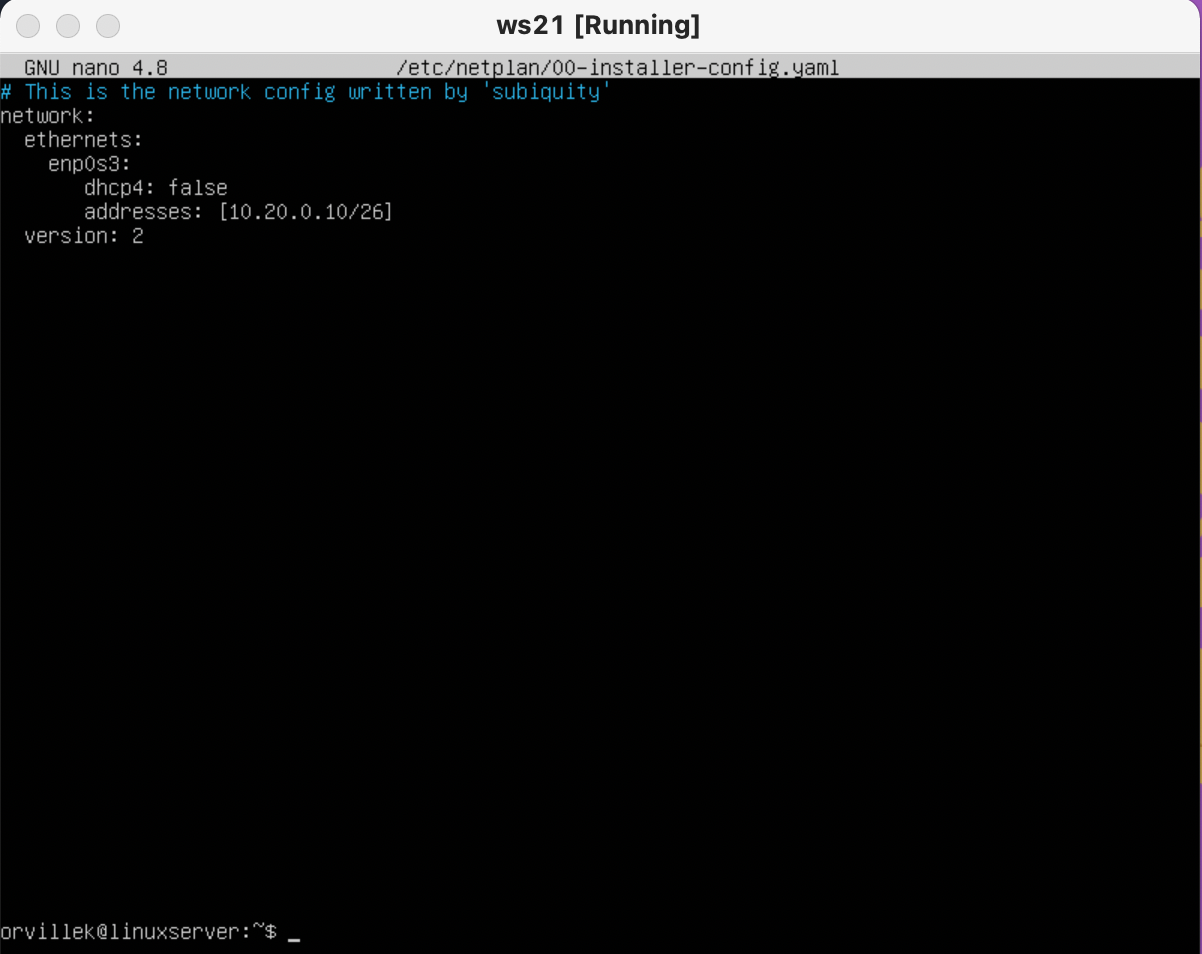 ws21 [Running]
GNU nano 4.8 /etc/netplan/00-installer-config.yaml
# This is the network config written by 'subiquity'
network:
  ethernets:
    enp0s3:
       dhcp4: false
       addresses: [10.20.0.10/26]
  version: 2
orvillek@linuxserver:~$ _